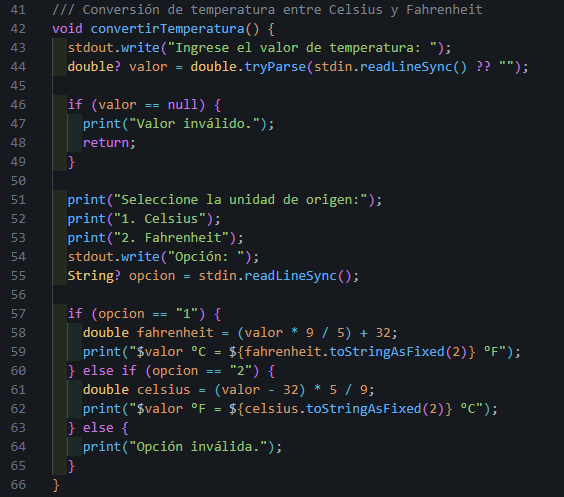 41 /// Conversión de temperatura entre Celsius y Fahrenheit
42 void convertirTemperatura() {
43   stdout.write("Ingrese el valor de temperatura: ");
44   double? valor = double.tryParse(stdin.readLineSync() ?? "");
45
46   if (valor == null) {
47     print("Valor inválido.");
48     return;
49   }
50
51   print("Seleccione la unidad de origen:");
52   print("1. Celsius");
53   print("2. Fahrenheit");
54   stdout.write("Opción: ");
55   String? opcion = stdin.readLineSync();
56
57   if (opcion == "1") {
58     double fahrenheit = (valor * 9 / 5) + 32;
59     print("$valor °C = ${fahrenheit.toStringAsFixed(2)} °F");
60   } else if (opcion == "2") {
61     double celsius = (valor - 32) * 5 / 9;
62     print("$valor °F = ${celsius.toStringAsFixed(2)} °C");
63   } else {
64     print("Opción inválida.");
65   }
66 }